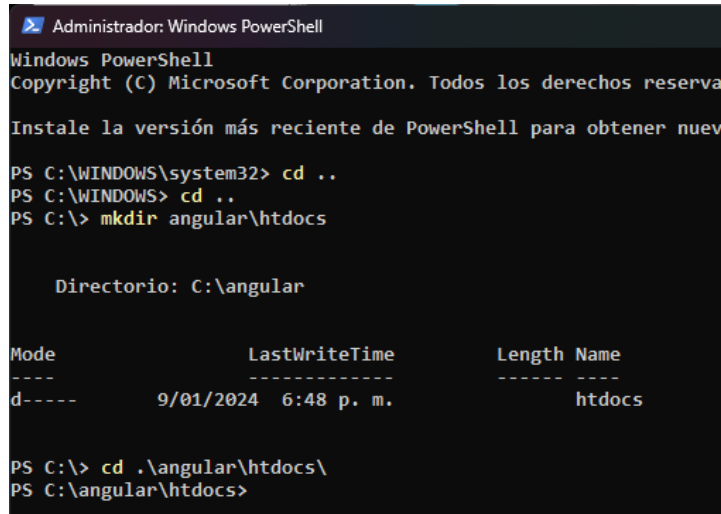 Administrador: Windows PowerShell
Windows PowerShell
Copyright (C) Microsoft Corporation. Todos los derechos reserva
Instale la versión más reciente de PowerShell para obtener nuev
PS C:\WINDOWS\system32> cd ..
PS C:\WINDOWS> cd ..
PS C:\> mkdir angular\htdocs
Directorio: C:\angular
Mode LastWriteTime Length Name
---- ------------- ------ ----
d----- 9/01/2024 6:48 p. m. htdocs
PS C:\> cd .\angular\htdocs\
PS C:\angular\htdocs>